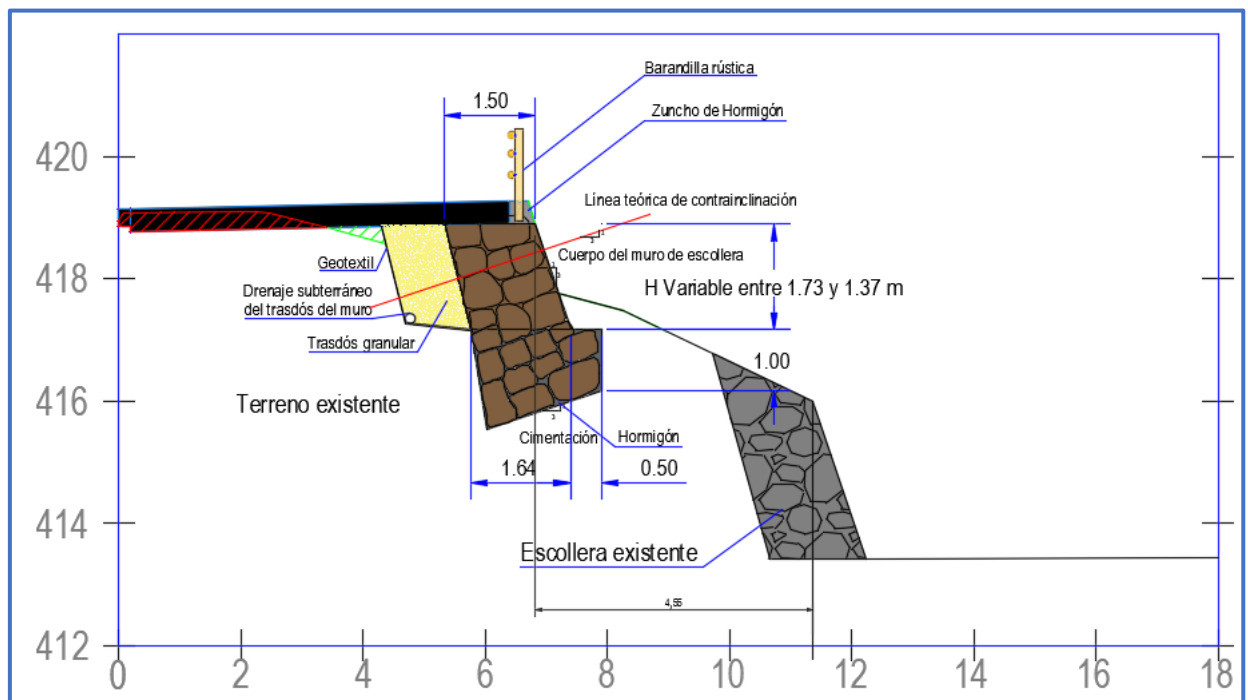 Barandilla rústica
1.50
Zuncho de Hormigón
420
Línea teórica de contrainclinación
Cuerpo del muro de escollera
Geotextil
418
H Variable entre 1.73 y 1.37 m
Drenaje subterráneo
del trasdós del muro
Trasdós granular
1.00
416
Terreno existente
Cimentación
Hormigón
1.64
0.50
414
Escollera existente
4,55
412
0
2
4
6
8
10
12
14
16
18